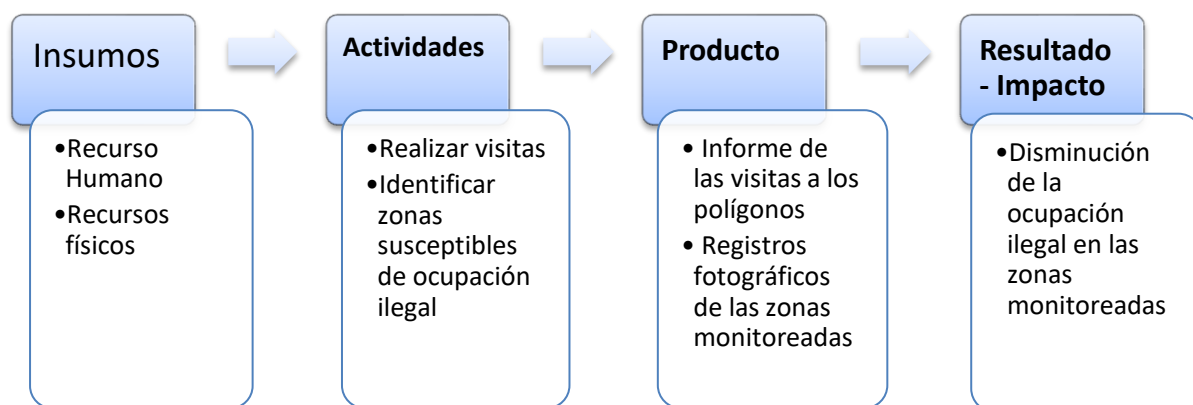 Insumos
•Recurso
Humano
•Recursos
físicos
Actividades
•Realizar visitas
•Identificar
zonas
susceptibles
de ocupación
ilegal
Producto
• Informe de
las visitas a los
polígonos
• Registros
fotográficos
de las zonas
monitoreadas
Resultado
- Impacto
•Disminución
de la
ocupación
ilegal en las
zonas
monitoreadas